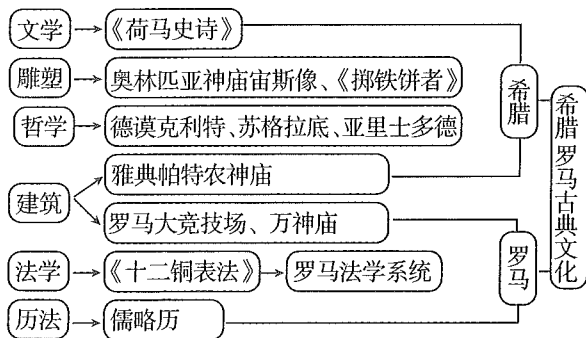 文学
《荷马史诗》
雕塑
奥林匹亚神庙宙斯像、《掷铁饼者》
哲学
德谟克利特、苏格拉底、亚里士多德
建筑
雅典帕特农神庙
罗马大竞技场、万神庙
法学
《十二铜表法》
罗马法学系统
历法
儒略历
希腊
罗马
希腊罗马古典文化